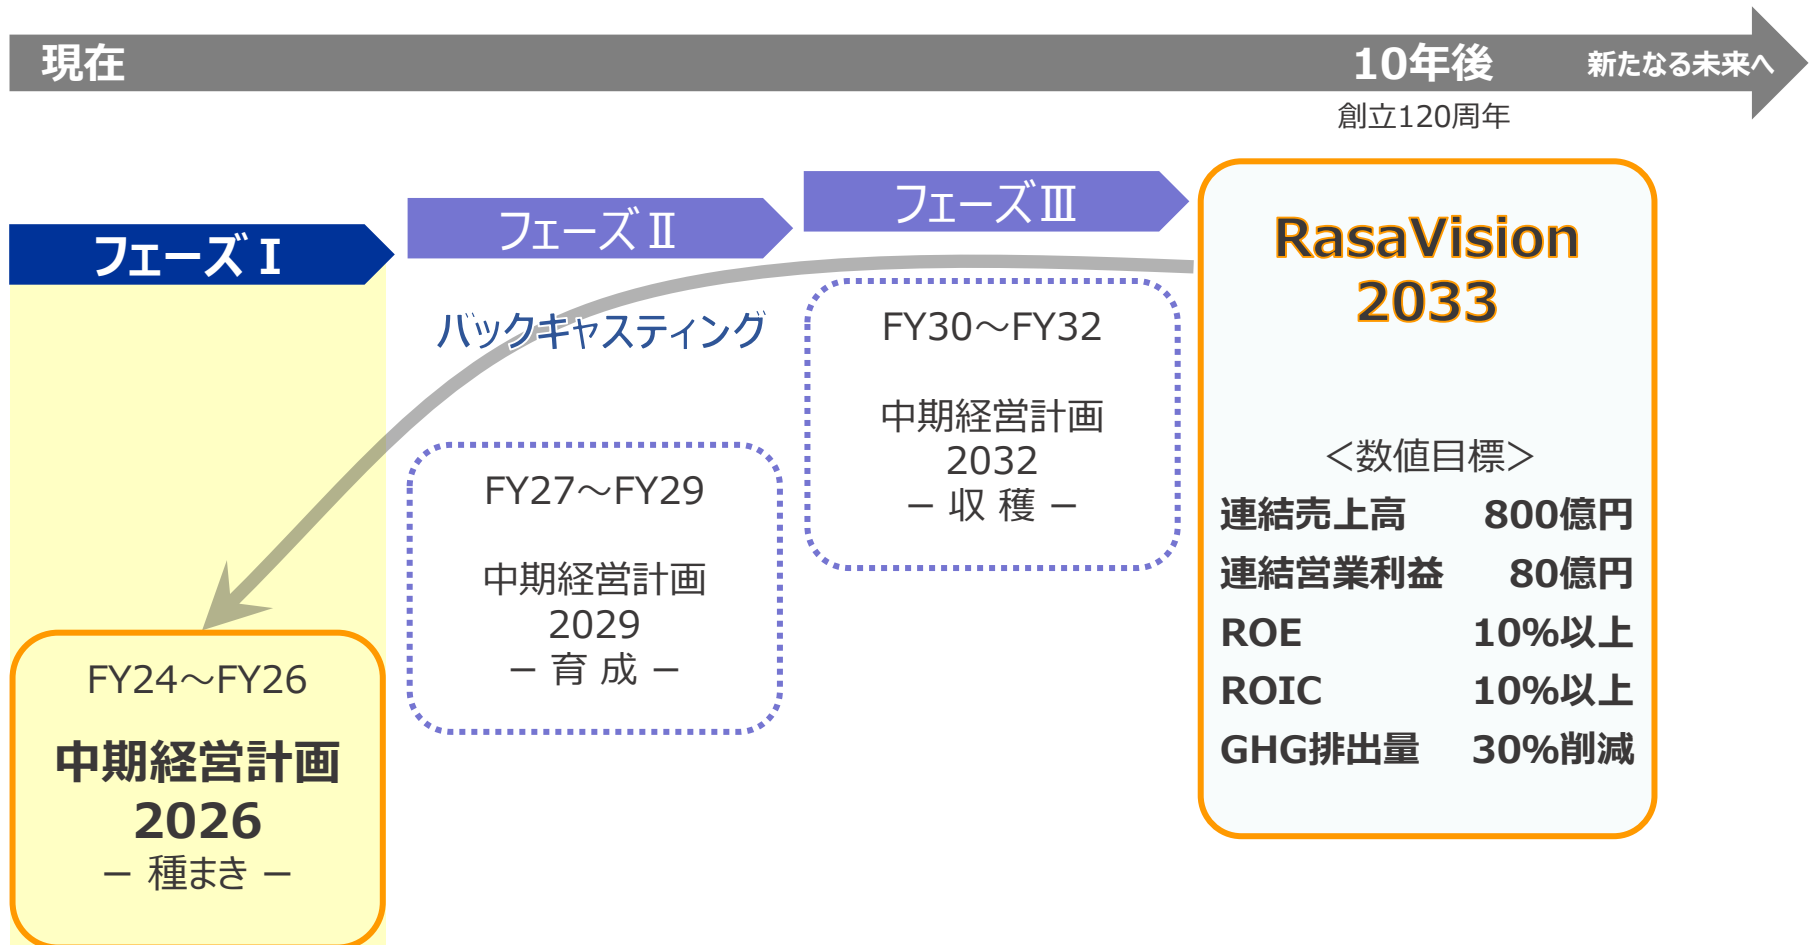 現在
10年後
新たなる未来へ
創立120周年
フェーズⅠ
フェーズⅡ
フェーズⅢ
バックキャスティング
FY24～FY26
中期経営計画
2026
－ 種まき －
FY27～FY29
中期経営計画
2029
－ 育 成 －
FY30～FY32
中期経営計画
2032
－ 収 穫 －
RasaVision
2033
＜数値目標＞
連結売上高 800億円
連結営業利益 80億円
ROE 10%以上
ROIC 10%以上
GHG排出量 30%削減